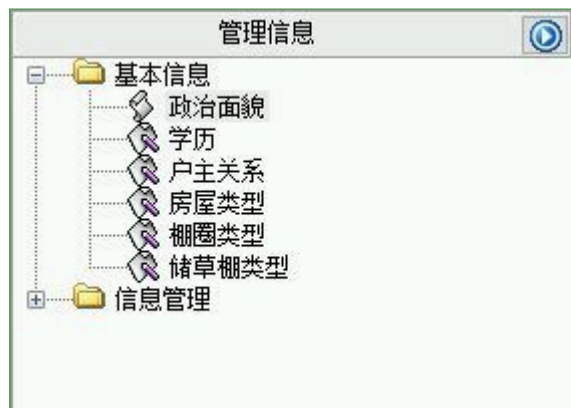 管理信息
基本信息
政治面貌
学历
户主关系
房屋类型
棚圈类型
储草棚类型
信息管理